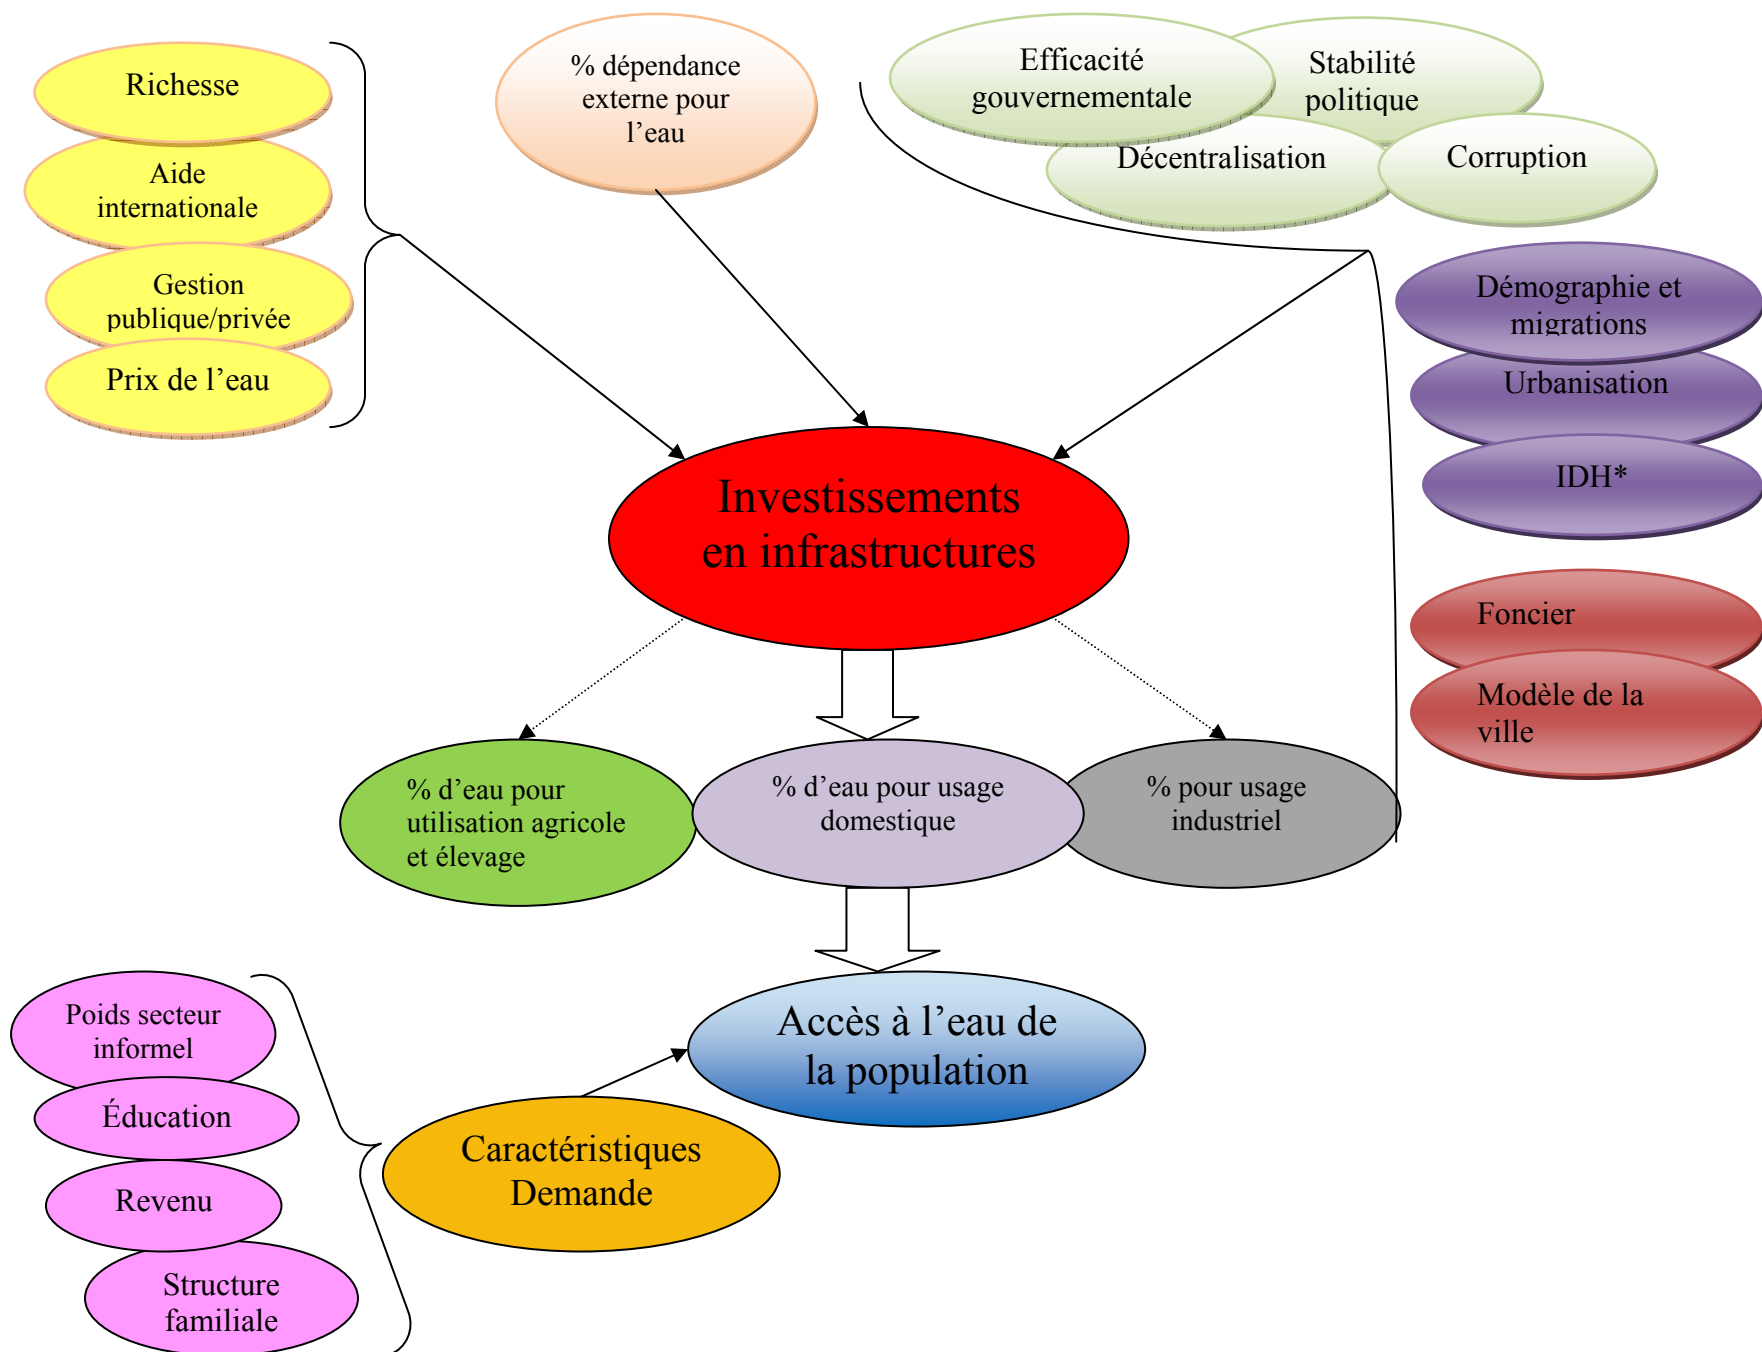 Richesse
Aide
internationale
Gestion
publique/privée
Prix de l’eau
% dépendance
externe pour
l’eau
Efficacité
gouvernementale
Stabilité
politique
Décentralisation
Corruption
Démographie et
migrations
Urbanisation
IDH*
Foncier
Modèle de la
ville
Investissements
en infrastructures
% d’eau pour
utilisation agricole
et élevage
% d’eau pour usage
domestique
% pour usage
industriel
Accès à l’eau de
la population
Poids secteur
informel
Éducation
Revenu
Structure
familiale
Caractéristiques
Demande